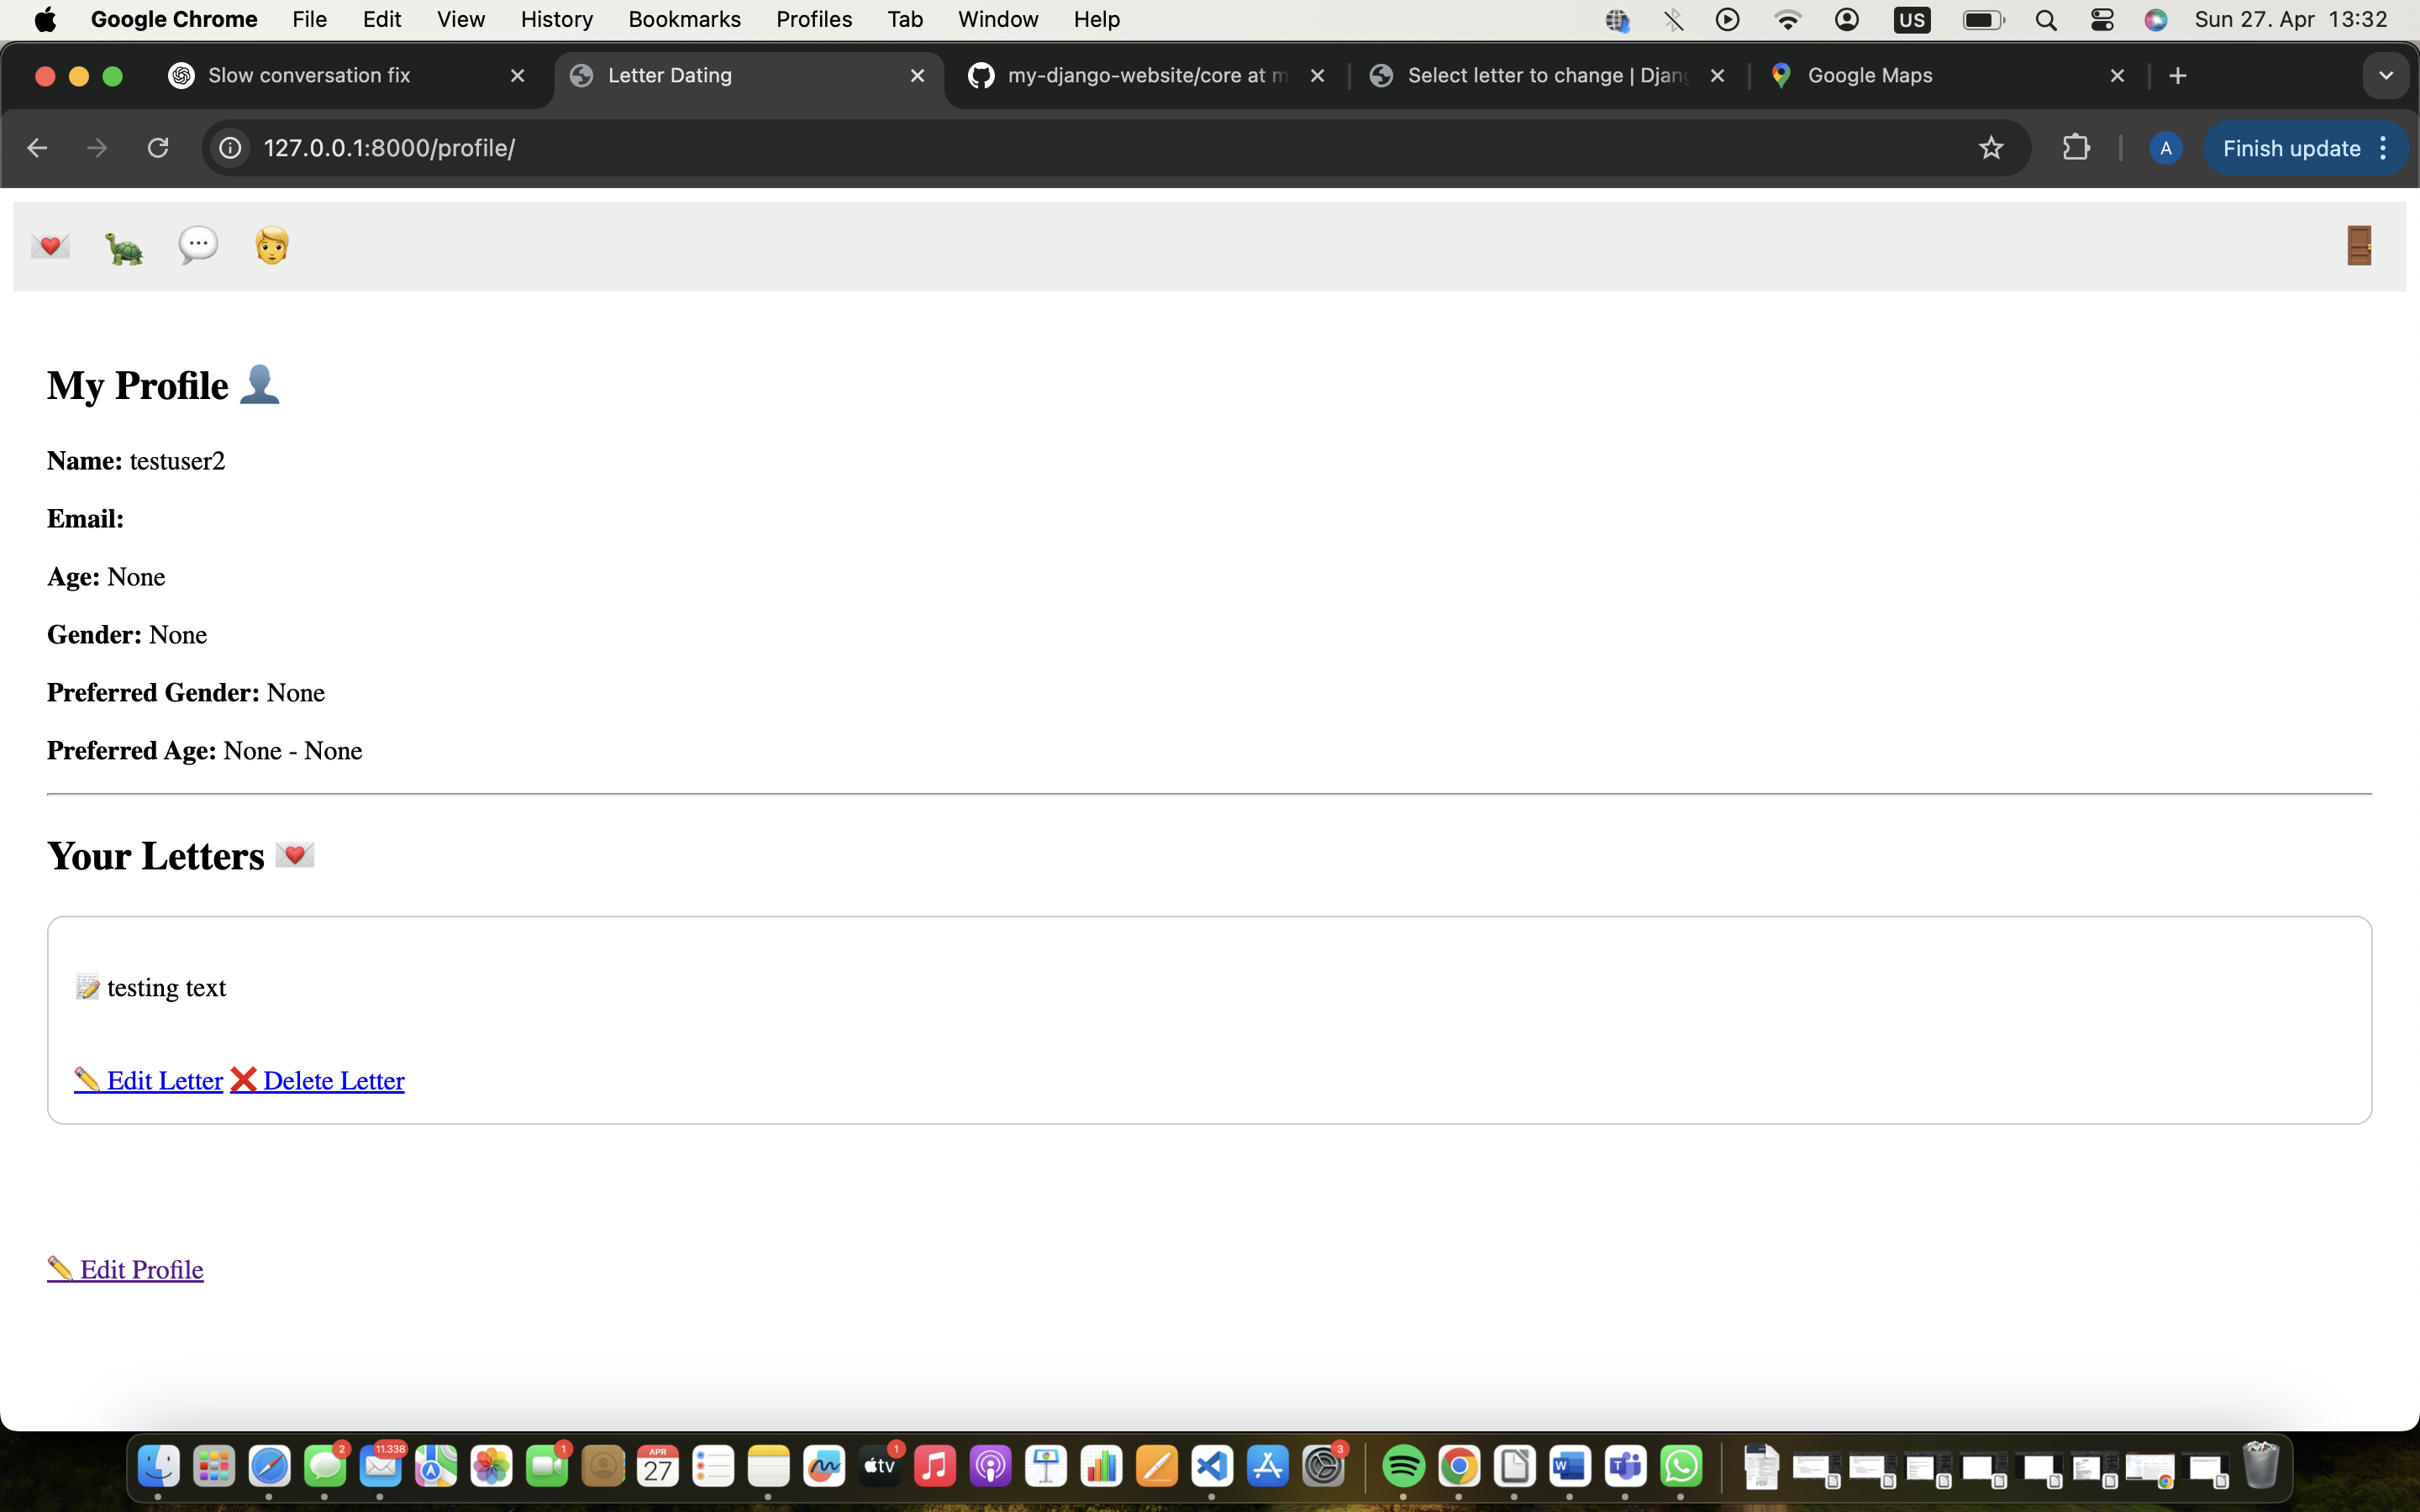 Google Chrome File Edit View History Bookmarks Profiles Tab Window Help US Sun 27. Apr 13:32
Slow conversation fix Letter Dating my-django-website/core at m Select letter to change | Djan Google Maps
127.0.0.1:8000/profile/ A Finish update
My Profile
Name: testuser2
Email:
Age: None
Gender: None
Preferred Gender: None
Preferred Age: None - None
Your Letters
testing text
Edit Letter Delete Letter
Edit Profile
2 11.338 1 APR 27 tv 1 3 W PDF